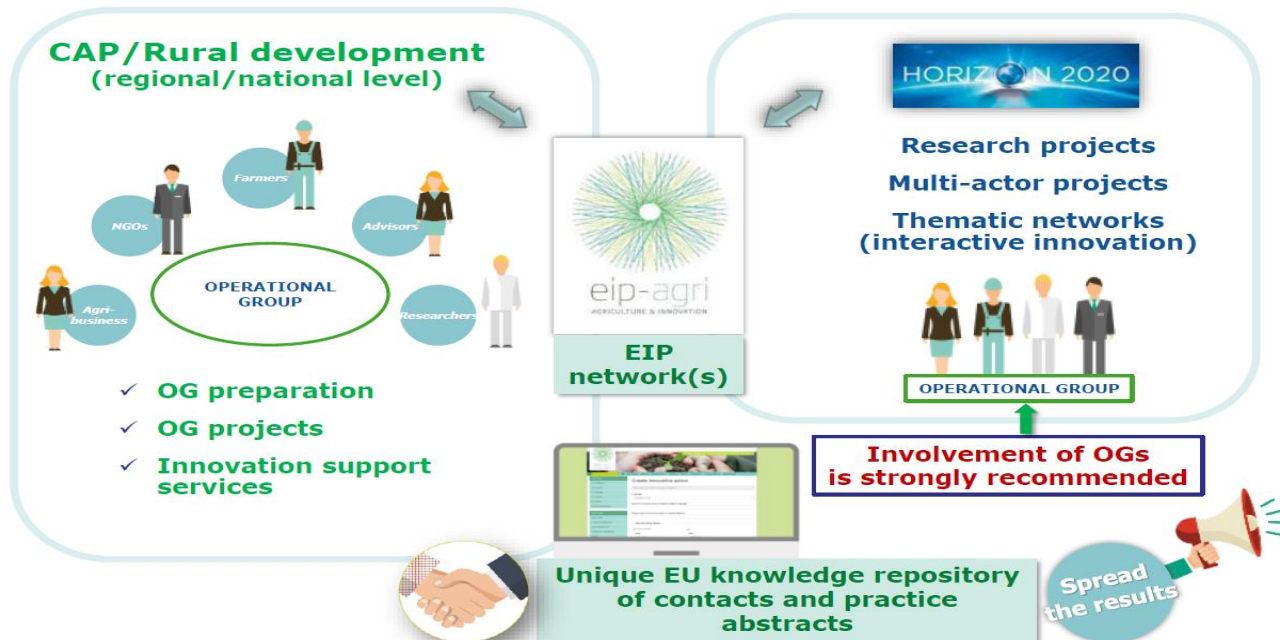 CAP/Rural development
(regional/national level)
Farmers
NGOs
Advisors
OPERATIONAL
GROUP
Agri-
business
Researchers
✓ OG preparation
✓ OG projects
✓ Innovation support
services
eip-agri
AGRICULTURE & INNOVATION
EIP
network(s)
HORIZON 2020
Research projects
Multi-actor projects
Thematic networks
(interactive innovation)
OPERATIONAL GROUP
Involvement of OGs
is strongly recommended
Create innovative action
Unique EU knowledge repository
of contacts and practice
abstracts
Spread
the results